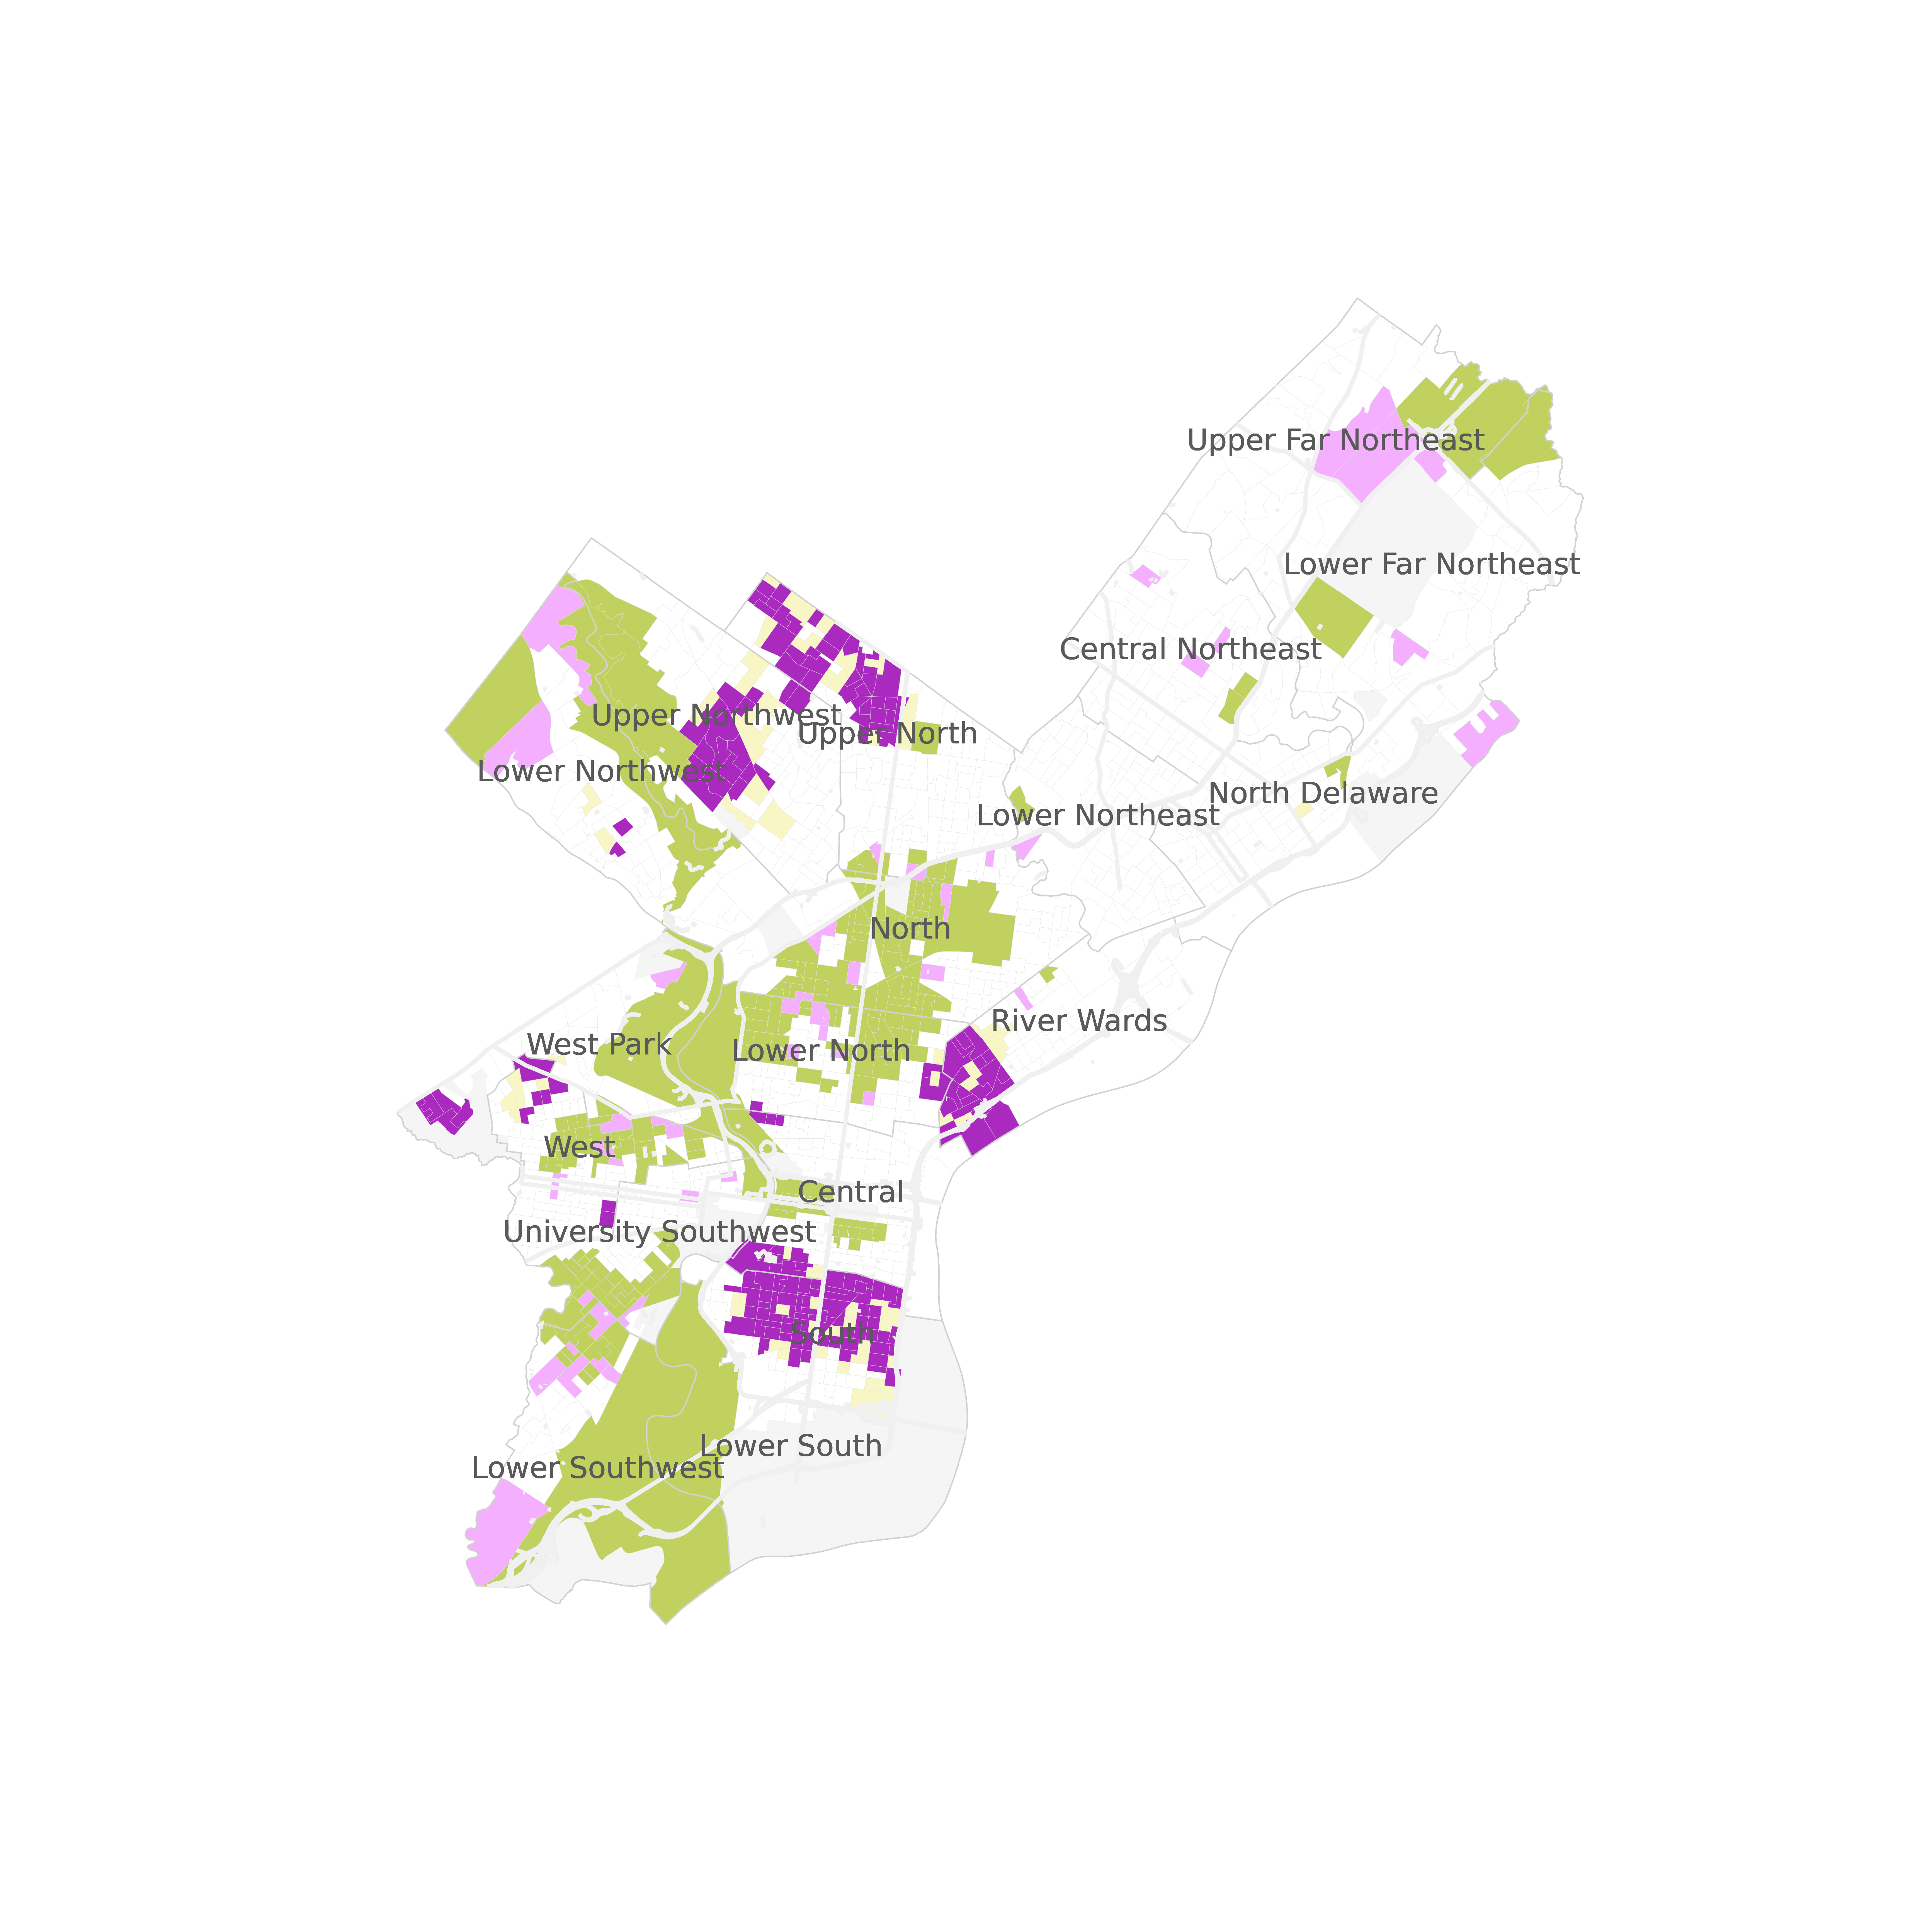 Upper Far Northeast
Lower Far Northeast
Central Northeast
Upper Northwest
Upper North
Lower Northwest
North Delaware
Lower Northeast
North
River Wards
West Park
Lower North
West
Central
University Southwest
South
Lower South
Lower Southwest